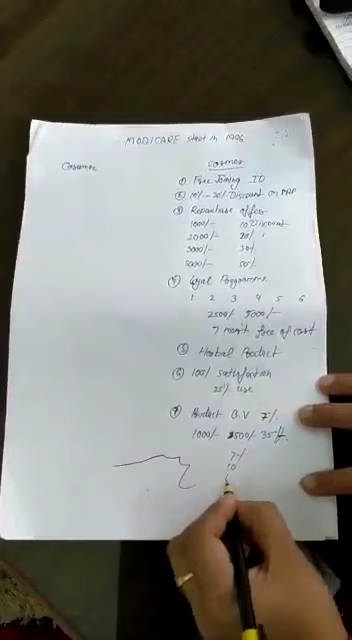 MODICARE start in 1996
Cosumer
Cosmos
① Free Joining ID
② 10%-20% Discount on MRP
③ Repurchase offer
1000/- 10 Discount
2000/- 20%
3000/- 30%
5000/- 50%
④ Loyal Programme
1 2 3 4 5 6
2500/ 5000/-
7 month free of cost
⑤ Herbal Product
⑥ 100% Satisfaction
25% use
⑦ Product B.V 7%
1000/- 500/- 35
7%
10